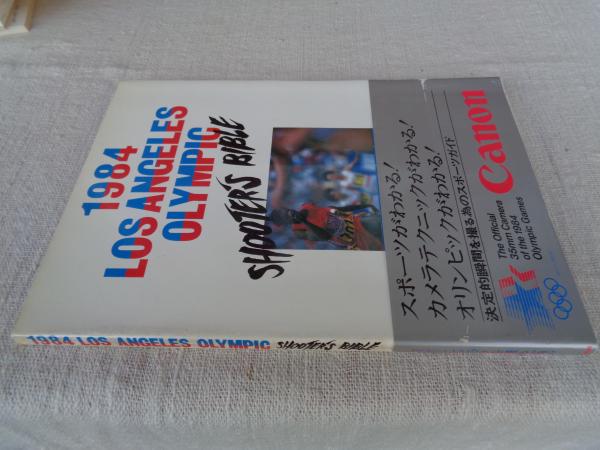 1984
LOS ANGELES
OLYMPIC
SHOOTER'S BIBLE
スポーツがわかる!
カメラテクニックがわかる!
オリンピックがわかる!
決定的瞬間を撮る為のスポーツガイド
The Official
35mm Camera
of the 1984
Olympic Games
Canon
1984 LOS ANGELES OLYMPIC SHOOTER'S BIBLE